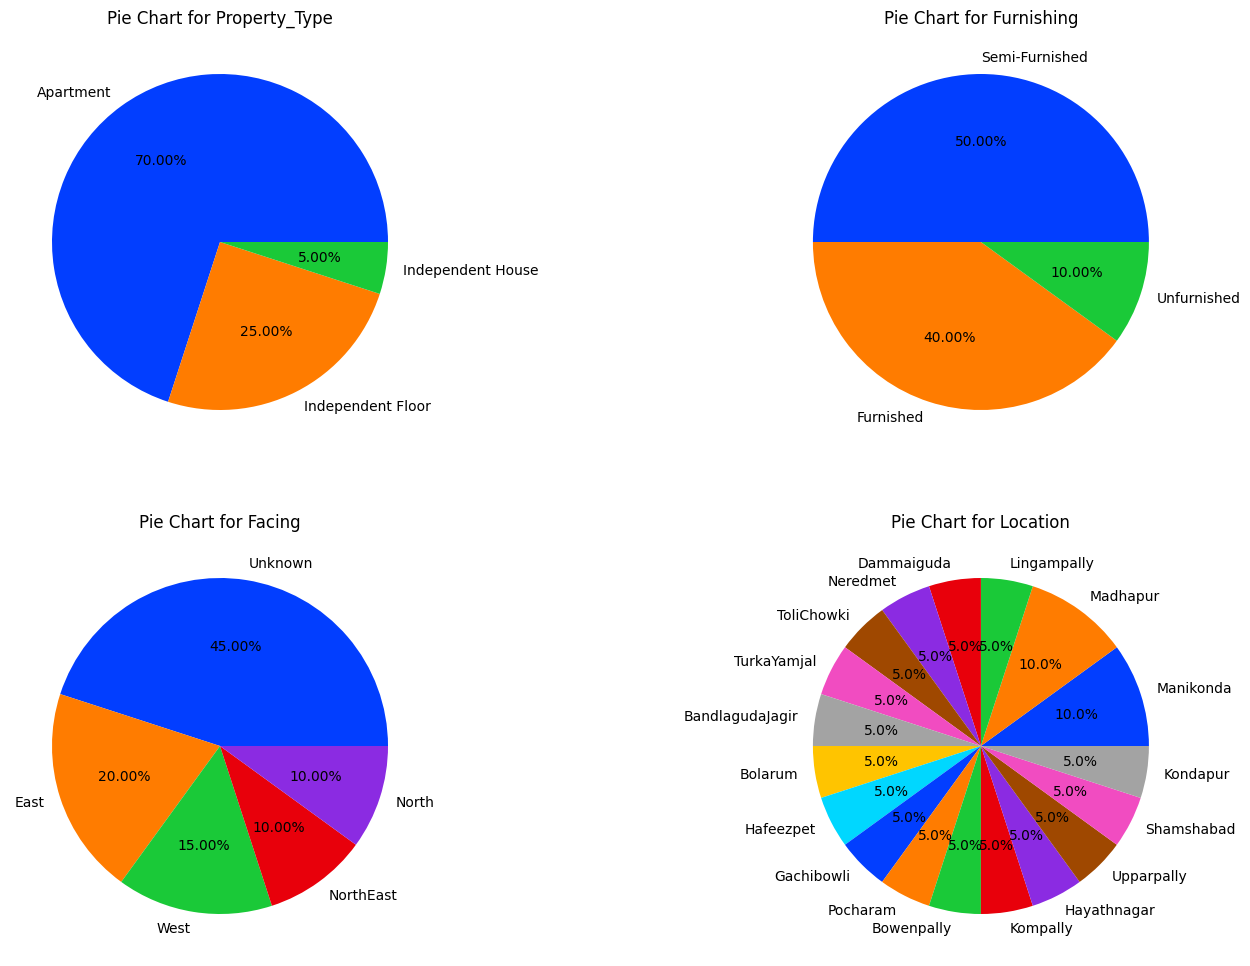 Pie Chart for Property_Type
Apartment
70.00%
5.00%
Independent House
25.00%
Independent Floor
Pie Chart for Furnishing
Semi-Furnished
50.00%
10.00%
Unfurnished
40.00%
Furnished
Pie Chart for Facing
Unknown
45.00%
20.00%
East
10.00%
North
10.00%
NorthEast
15.00%
West
Pie Chart for Location
Dammaiguda
Lingampally
Neredmet
Madhapur
ToliChowki
5.0%
5.0%
5.0%
10.0%
TurkaYamjal
5.0%
Manikonda
5.0%
BandlagudaJagir
10.0%
5.0%
Bolarum
5.0%
5.0%
Kondapur
Hafeezpet
5.0%
5.0%
Shamshabad
5.0%
5.0%
5.0%
5.0%
5.0%
5.0%
Gachibowli
Upparpally
Pocharam
Hayathnagar
Bowenpally
Kompally